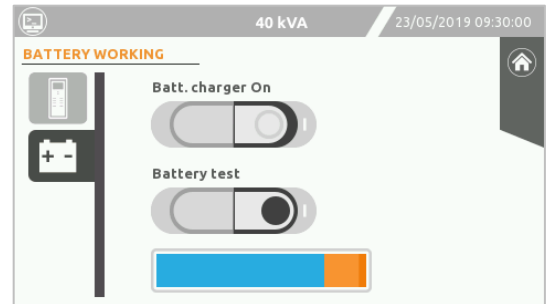 40 kVA
23/05/2019 09:30:00
BATTERY WORKING
Batt. charger On
+ -
Battery test